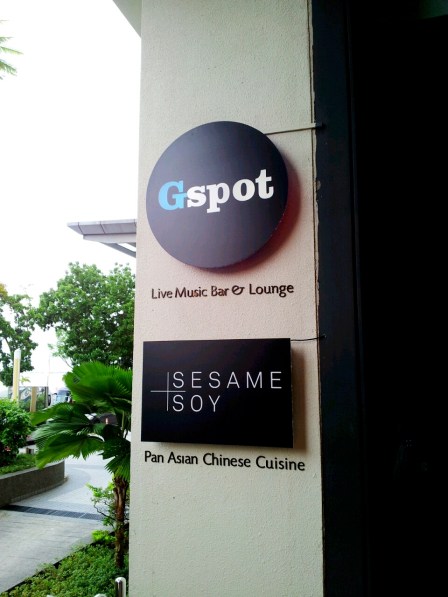 Gspot
Live Music Bar & Lounge
SESAME
SOY
Pan Asian Chinese Cuisine